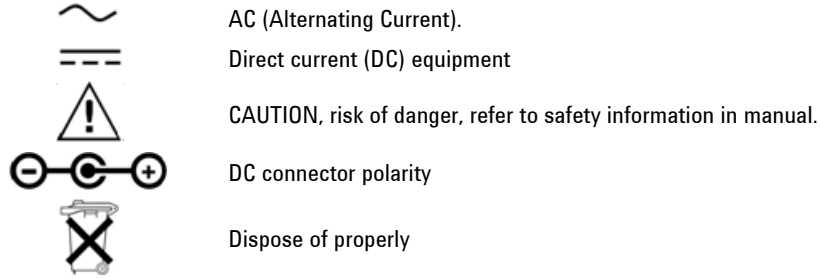 AC (Alternating Current).
Direct current (DC) equipment
CAUTION, risk of danger, refer to safety information in manual.
DC connector polarity
Dispose of properly